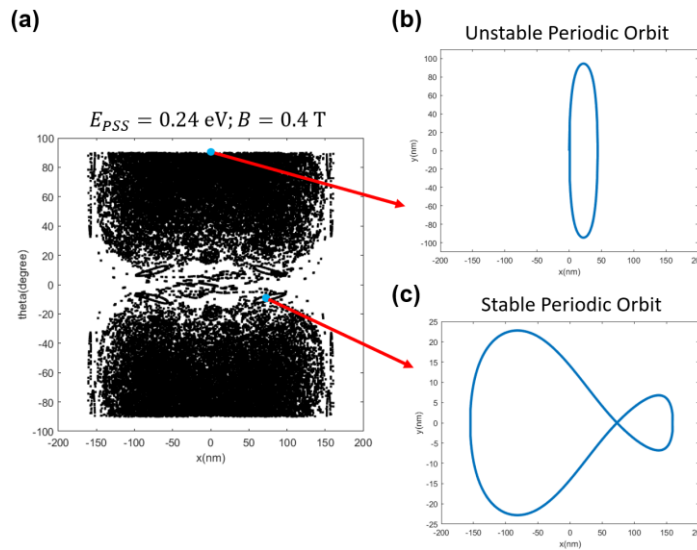 (a)
E_PSS = 0.24 eV; B = 0.4 T
100
80
60
40
20
0
-20
-40
-60
-80
-100
theta(degree)
-200 -150 -100 -50 0 50 100 150 200
x(nm)
(b)
Unstable Periodic Orbit
100
80
60
40
20
0
-20
-40
-60
-80
-100
y(nm)
-200 -150 -100 -50 0 50 100 150 200
x(nm)
(c)
Stable Periodic Orbit
25
20
15
10
5
0
-5
-10
-15
-20
-25
y(nm)
-200 -150 -100 -50 0 50 100 150 200
x(nm)